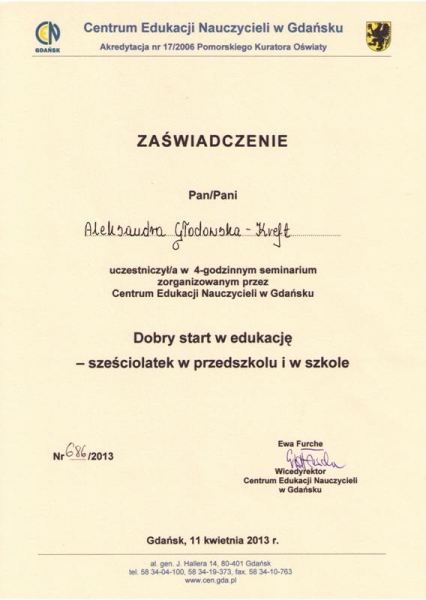 CEN
GDAŃSK
Centrum Edukacji Nauczycieli w Gdańsku
Akredytacja nr 17/2006 Pomorskiego Kuratora Oświaty
ZAŚWIADCZENIE
Pan/Pani
Aleksandra Głodowska-Kreft
uczestniczył/a w 4-godzinnym seminarium
zorganizowanym przez
Centrum Edukacji Nauczycieli w Gdańsku
Dobry start w edukację
– sześciolatek w przedszkolu i w szkole
Nr 686/2013
Ewa Furche
Wicedyrektor
Centrum Edukacji Nauczycieli
w Gdańsku
Gdańsk, 11 kwietnia 2013 r.
al. gen. J. Hallera 14, 80-401 Gdańsk
tel. 58 34-04-100, 58 34-19-373, fax. 58 34-10-763
www.cen.gda.pl